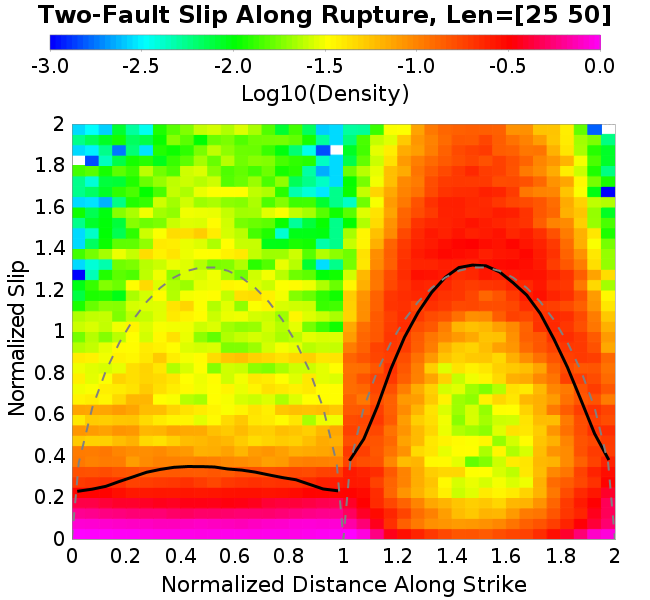 Two-Fault Slip Along Rupture, Len=[25 50]
-3.0 -2.5 -2.0 -1.5 -1.0 -0.5 0.0
Log10(Density)
Normalized Slip
2
1.8
1.6
1.4
1.2
1
0.8
0.6
0.4
0.2
0
0 0.2 0.4 0.6 0.8 1 1.2 1.4 1.6 1.8 2
Normalized Distance Along Strike